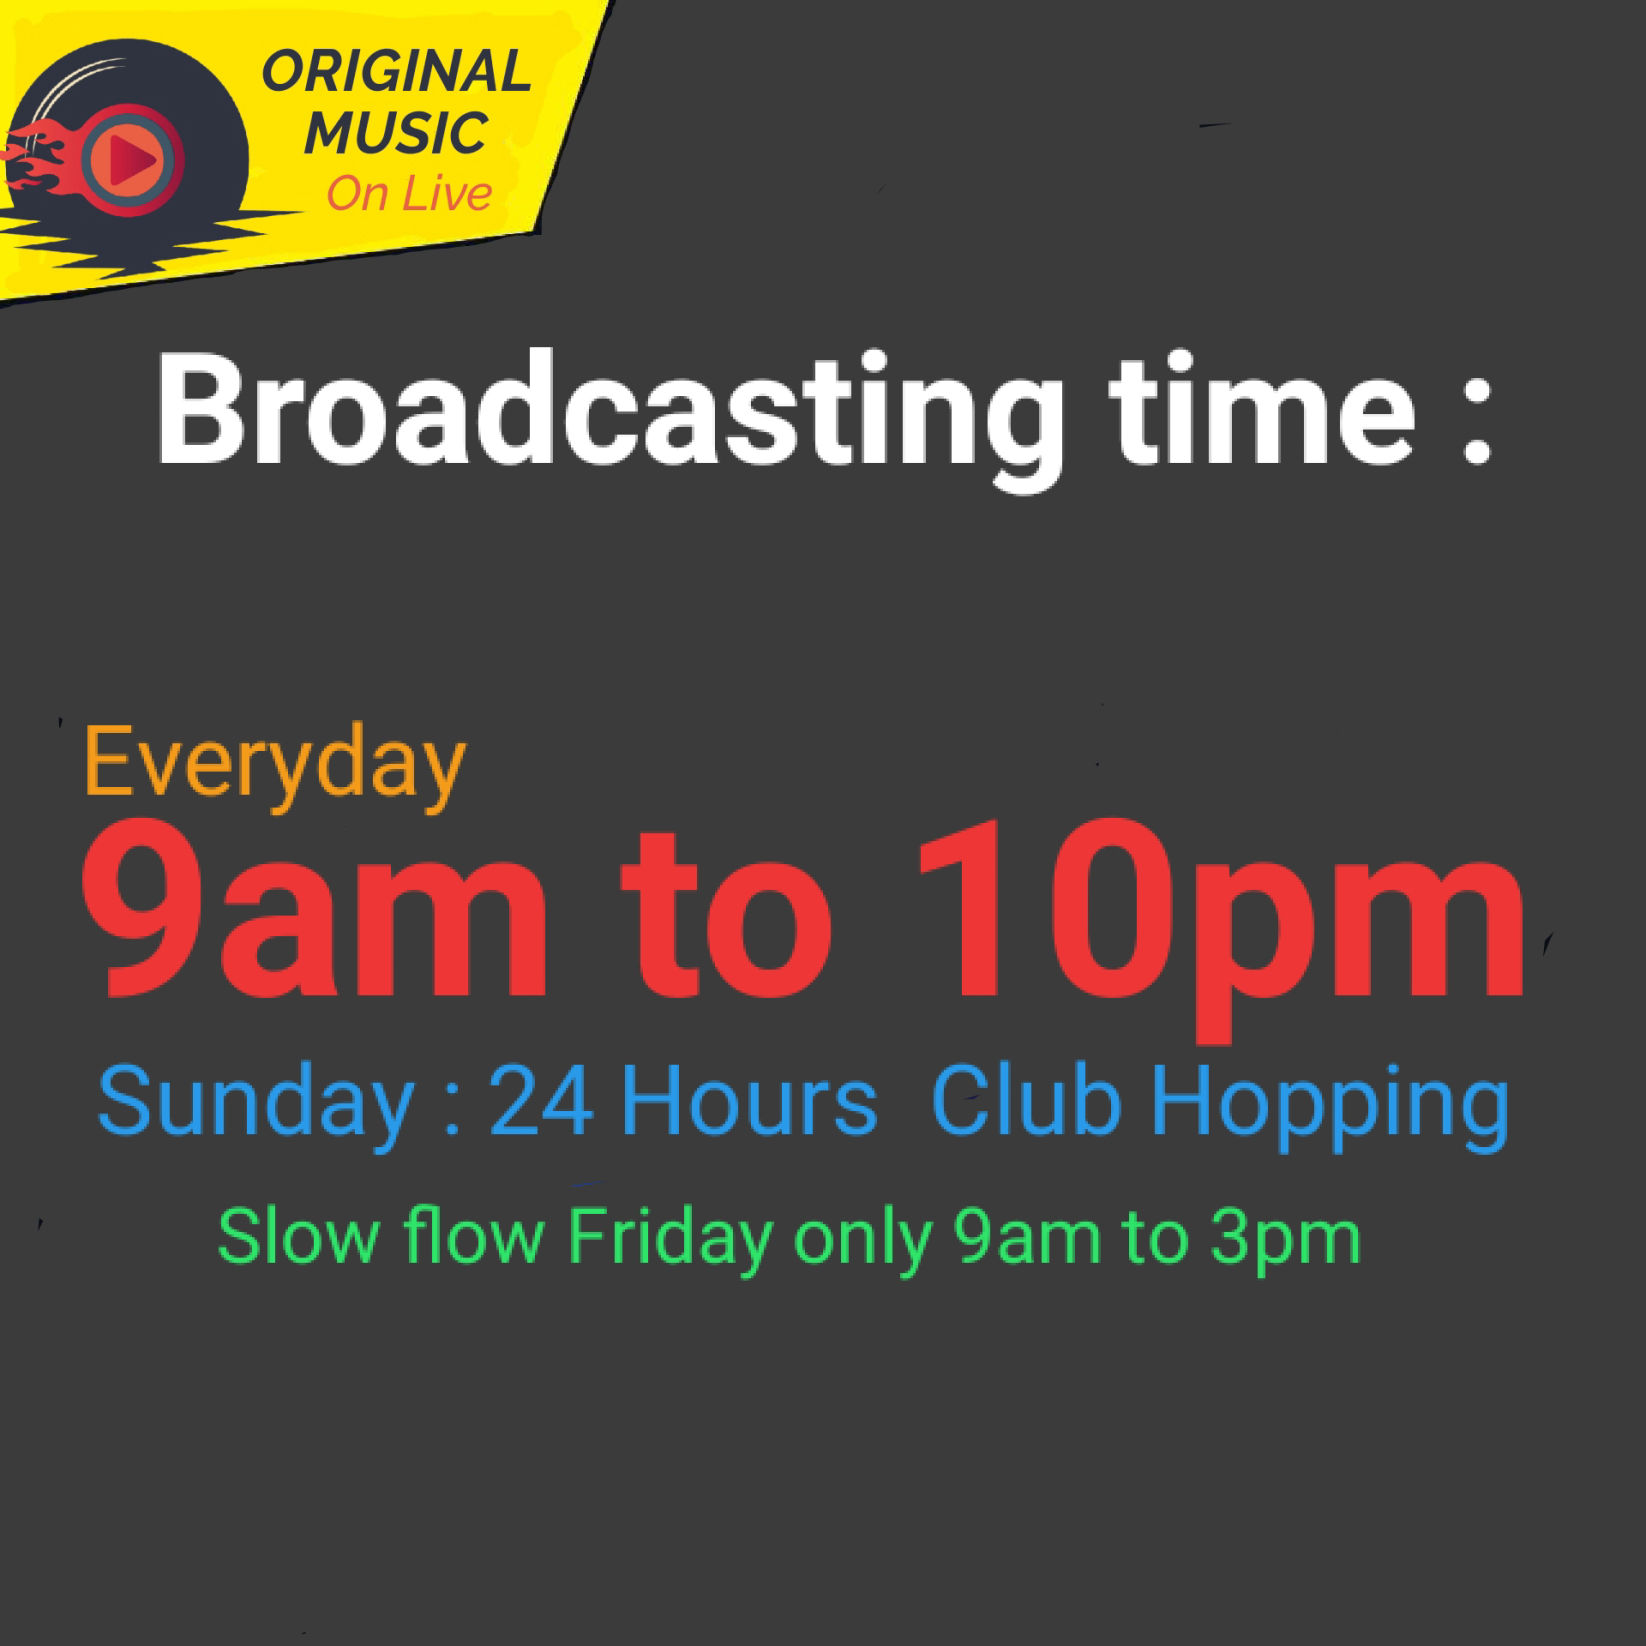 ORIGINAL
MUSIC
On Live
Broadcasting time :
Everyday
9am to 10pm
Sunday : 24 Hours  Club Hopping
Slow flow Friday only 9am to 3pm